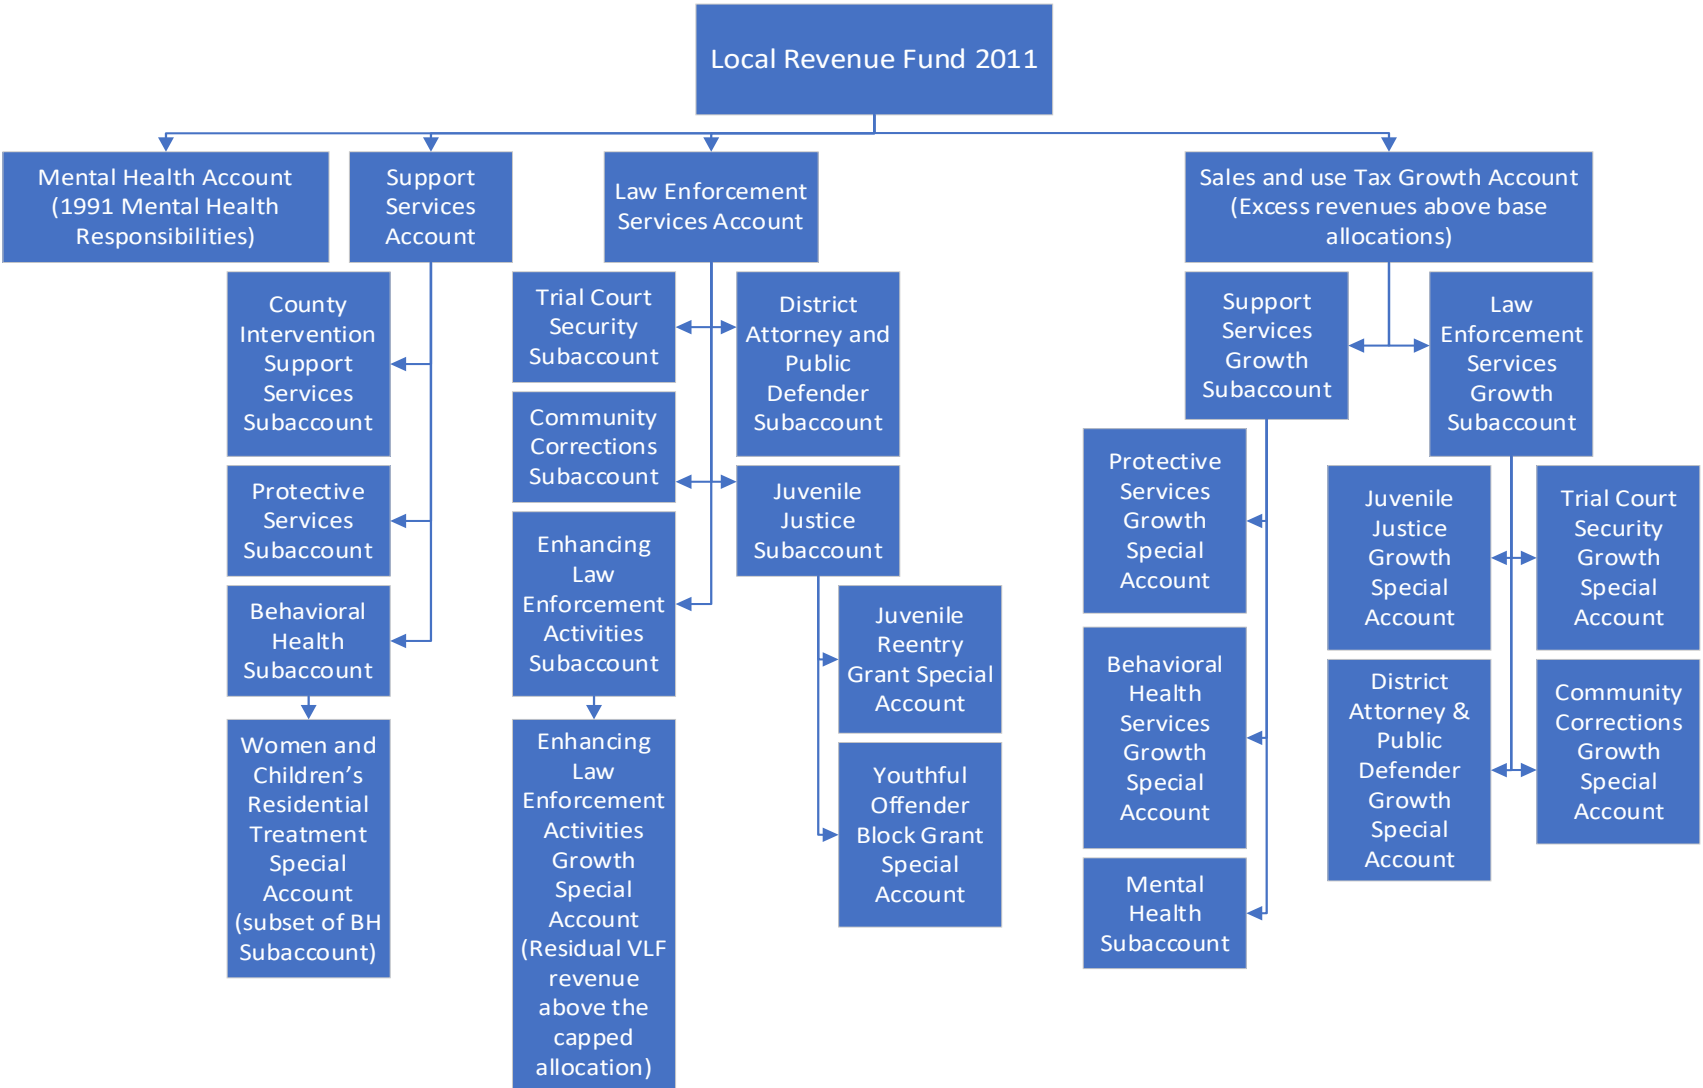 Local Revenue Fund 2011
Mental Health Account
(1991 Mental Health
Responsibilities)
Support
Services
Account
Law Enforcement
Services Account
Sales and use Tax Growth Account
(Excess revenues above base
allocations)
County
Intervention
Support
Services
Subaccount
Protective
Services
Subaccount
Behavioral
Health
Subaccount
Women and
Children’s
Residential
Treatment
Special
Account
(subset of BH
Subaccount)
Trial Court
Security
Subaccount
Community
Corrections
Subaccount
Enhancing
Law
Enforcement
Activities
Subaccount
Enhancing
Law
Enforcement
Activities
Growth
Special
Account
(Residual VLF
revenue
above the
capped
allocation)
District
Attorney and
Public
Defender
Subaccount
Juvenile
Justice
Subaccount
Juvenile
Reentry
Grant Special
Account
Youthful
Offender
Block Grant
Special
Account
Support
Services
Growth
Subaccount
Law
Enforcement
Services
Growth
Subaccount
Protective
Services
Growth
Special
Account
Behavioral
Health
Services
Growth
Special
Account
Mental
Health
Subaccount
Juvenile
Justice
Growth
Special
Account
Trial Court
Security
Growth
Special
Account
District
Attorney &
Public
Defender
Growth
Special
Account
Community
Corrections
Growth
Special
Account